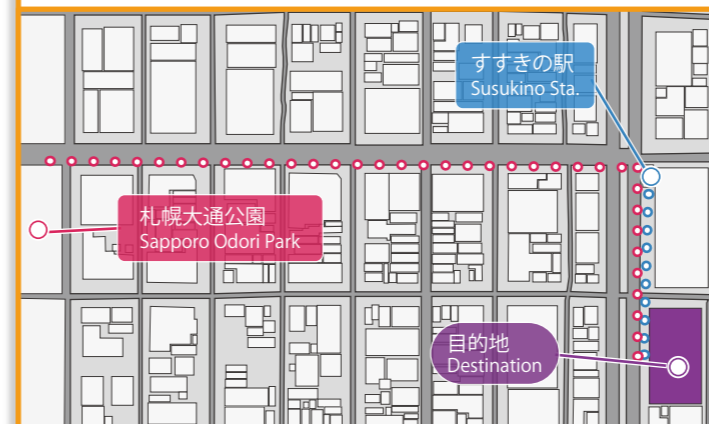 すすきの駅
Susukino Sta.
札幌大通公園
Sapporo Odori Park
目的地
Destination